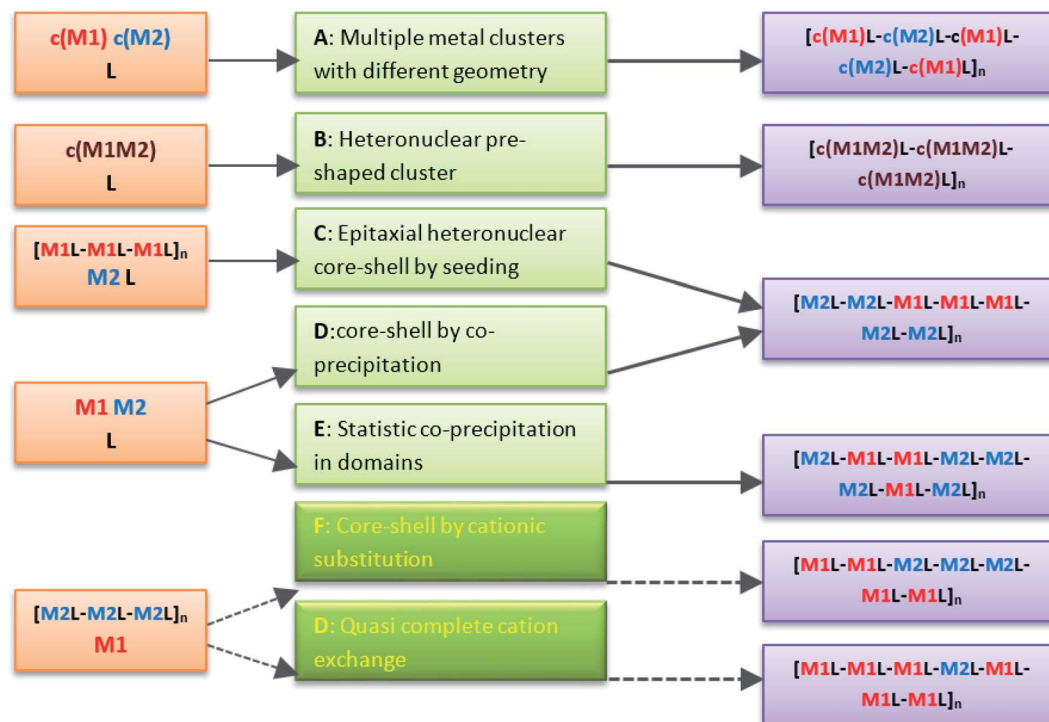 c(M1) c(M2)
L
A: Multiple metal clusters
with different geometry
[c(M1)L-c(M2)L-c(M1)L-
c(M2)L-c(M1)L]n
c(M1M2)
L
B: Heteronuclear pre-
shaped cluster
[c(M1M2)L-c(M1M2)L-
c(M1M2)L]n
[M1L-M1L-M1L]n
M2 L
C: Epitaxial heteronuclear
core-shell by seeding
[M2L-M2L-M1L-M1L-M1L-
M2L-M2L]n
M1 M2
L
D:core-shell by co-
precipitation
E: Statistic co-precipitation
in domains
[M2L-M1L-M1L-M2L-M2L-
M2L-M1L-M2L]n
[M2L-M2L-M2L]n
M1
F: Core-shell by cationic
substitution
[M1L-M1L-M2L-M2L-M2L-
M1L-M1L]n
D: Quasi complete cation
exchange
[M1L-M1L-M1L-M2L-M1L-
M1L-M1L]n